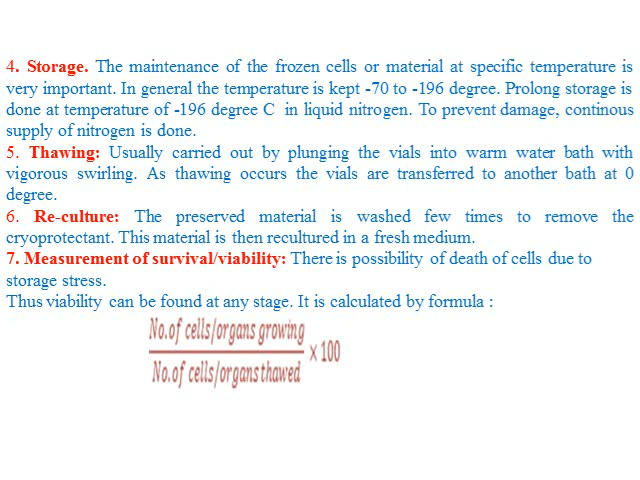 4. Storage. The maintenance of the frozen cells or material at specific temperature is
very important. In general the temperature is kept -70 to -196 degree. Prolong storage is
done at temperature of -196 degree C in liquid nitrogen. To prevent damage, continous
supply of nitrogen is done.
5. Thawing: Usually carried out by plunging the vials into warm water bath with
vigorous swirling. As thawing occurs the vials are transferred to another bath at 0
degree.
6. Re-culture: The preserved material is washed few times to remove the
cryoprotectant. This material is then recultured in a fresh medium.
7. Measurement of survival/viability: There is possibility of death of cells due to
storage stress.
Thus viability can be found at any stage. It is calculated by formula :
No.of cells/organs growing
× 100
No.of cells/organsthawed